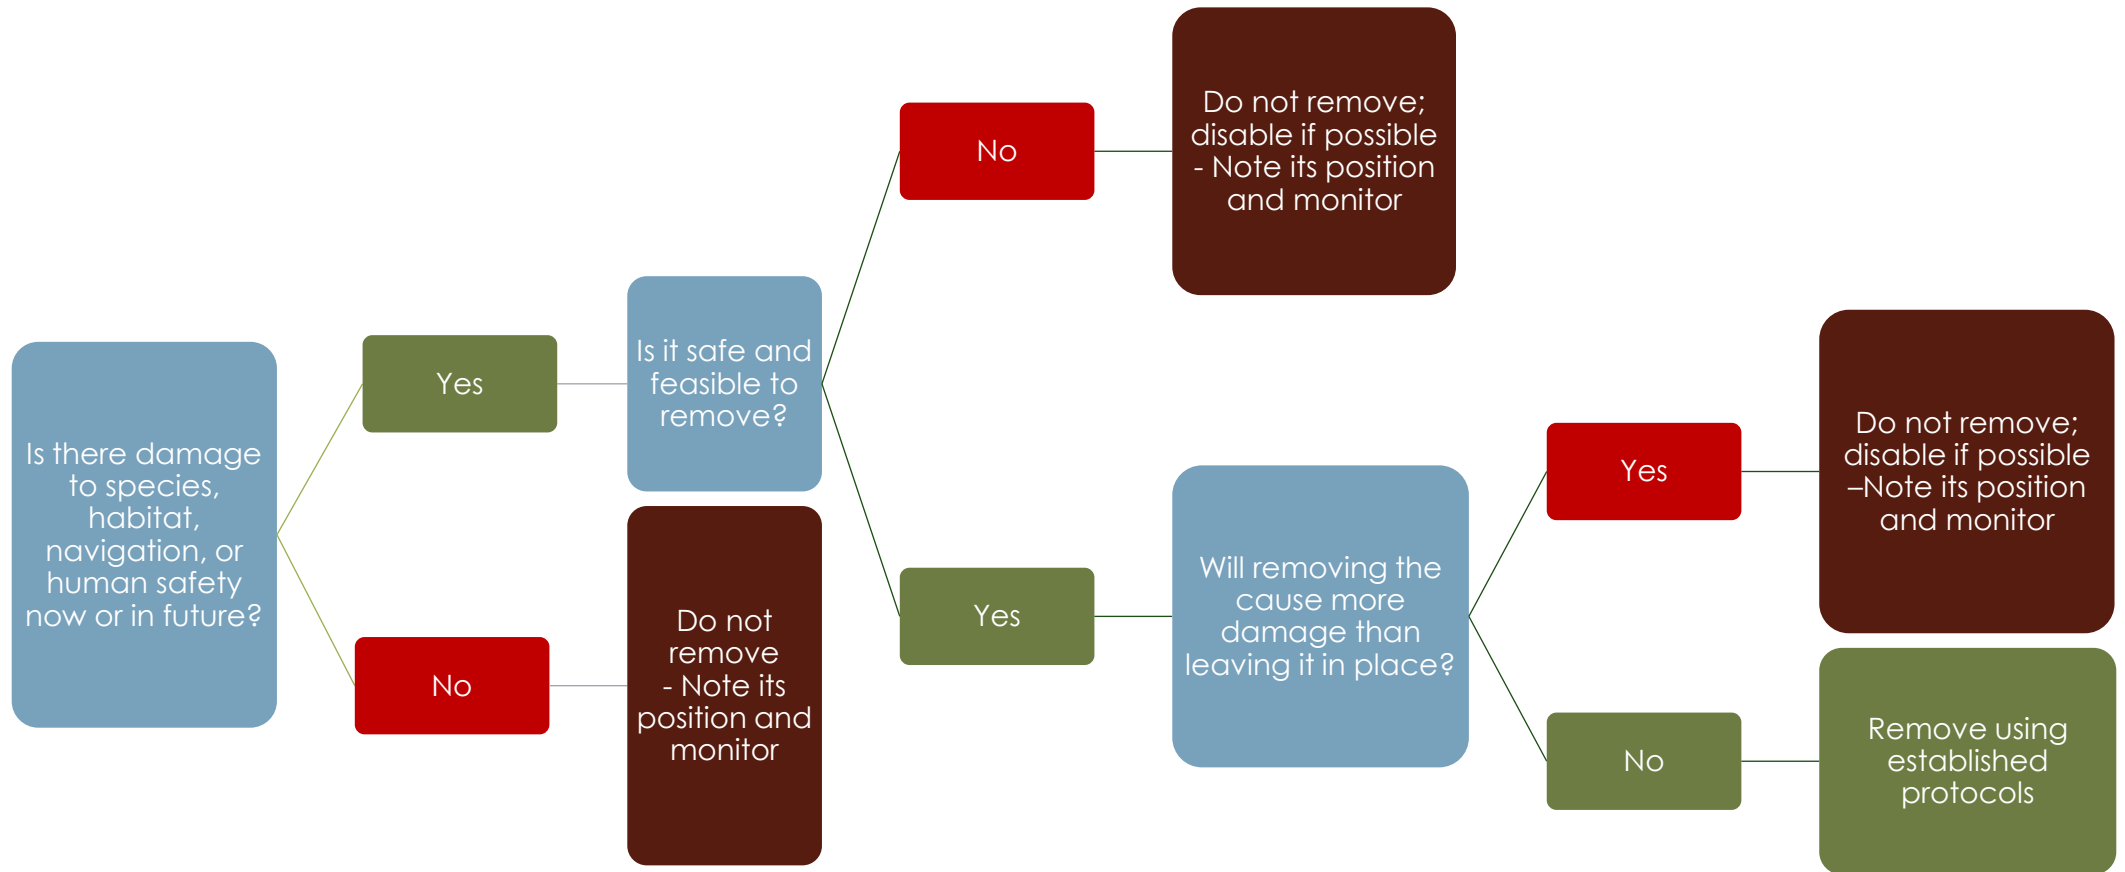 Is there damage
to species,
habitat,
navigation, or
human safety
now or in future?
Yes
No
Is it safe and
feasible to
remove?
Do not
remove
- Note its
position and
monitor
No
Yes
Do not remove;
disable if possible
- Note its position
and monitor
Will removing the
cause more
damage than
leaving it in place?
Yes
No
Do not remove;
disable if possible
–Note its position
and monitor
Remove using
established
protocols